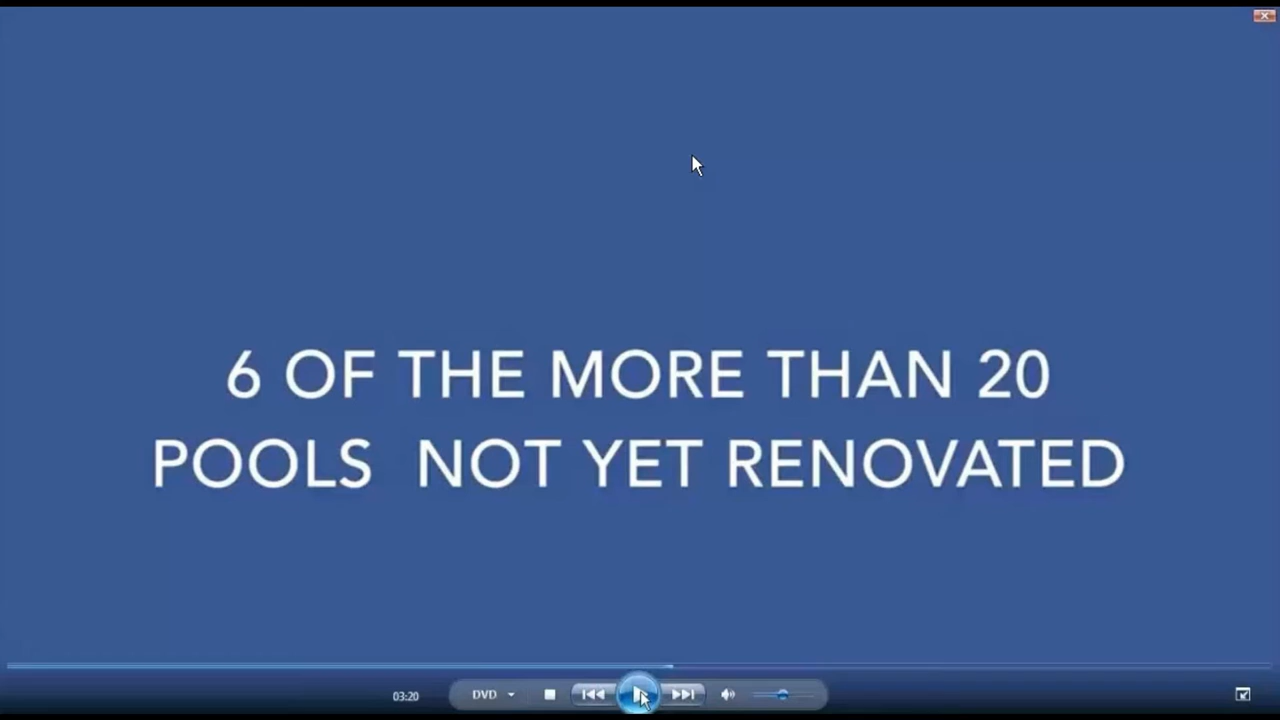 6 OF THE MORE THAN 20
POOLS  NOT YET RENOVATED
03:20
DVD